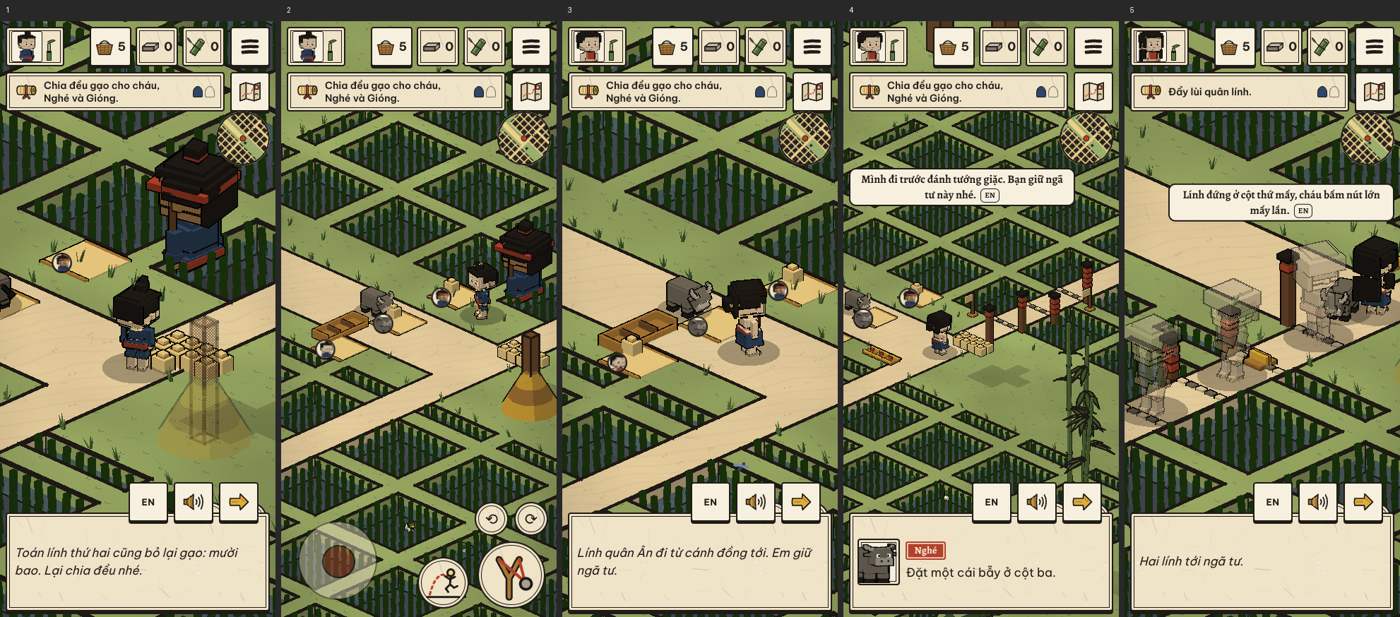 1
5
0
0
Chia đều gạo cho cháu,
Nghé và Gióng.
EN
Toán lính thứ hai cũng bỏ lại gạo: mười
bao. Lại chia đều nhé.
2
5
0
0
Chia đều gạo cho cháu,
Nghé và Gióng.
3
5
0
0
Chia đều gạo cho cháu,
Nghé và Gióng.
EN
Lính quân Ân đi từ cánh đồng tới. Em giữ
ngã tư.
4
5
0
0
Chia đều gạo cho cháu,
Nghé và Gióng.
Mình đi trước đánh tướng giặc. Bạn giữ ngã
tư này nhé. EN
EN
Nghé
Đặt một cái bẫy ở cột ba.
5
5
0
0
Đẩy lùi quân lính.
Lính đứng ở cột thứ mấy, cháu bấm nút lớn
mấy lần. EN
EN
Hai lính tới ngã tư.